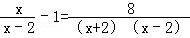 x/(x-2) -1= 8/((x+2) (x-2))